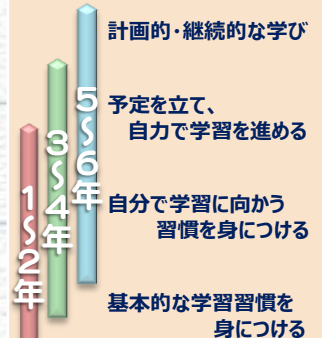 計画的・継続的な学び
予定を立て、
自力で学習を進める
自分で学習に向かう
習慣を身につける
基本的な学習習慣を
身につける
5～6年
3～4年
1～2年